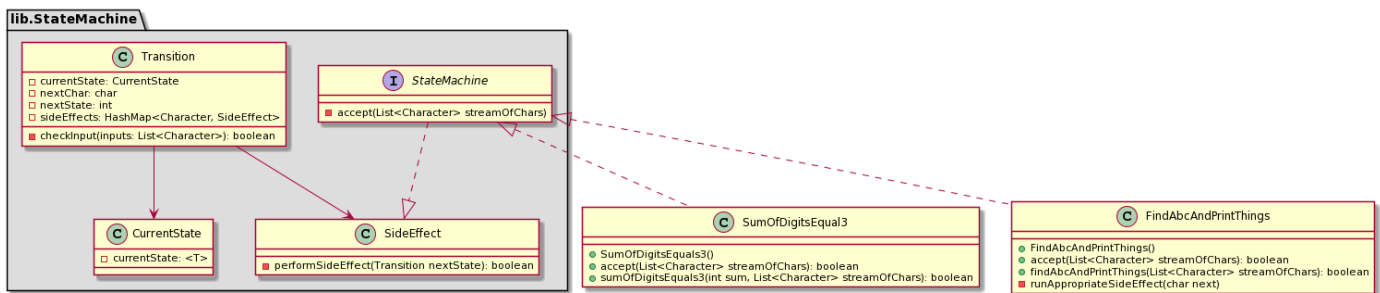 lib.StateMachine
C Transition
currentState: CurrentState
nextChar: char
nextState: int
sideEffects: HashMap<Character, SideEffect>
checkInput(inputs: List<Character>): boolean
I StateMachine
accept(List<Character> streamOfChars)
C CurrentState
currentState: <T>
C SideEffect
performSideEffect(Transition nextState): boolean
C SumOfDigitsEqual3
SumOfDigitsEquals3()
accept(List<Character> streamOfChars): boolean
sumOfDigitsEquals3(int sum, List<Character> streamOfChars): boolean
C FindAbcAndPrintThings
FindAbcAndPrintThings()
accept(List<Character> streamOfChars): boolean
findAbcAndPrintThings(List<Character> streamOfChars): boolean
runAppropriateSideEffect(char next)